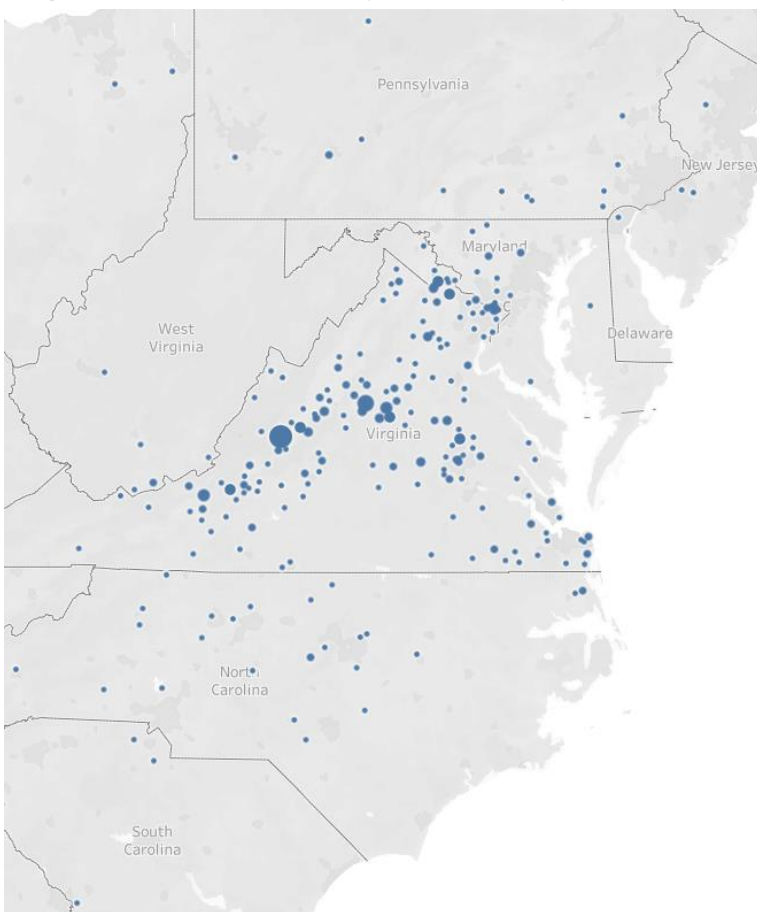 Pennsylvania
New Jersey
Maryland
C
West
Virginia
Delaware
Virginia
North
Carolina
South
Carolina